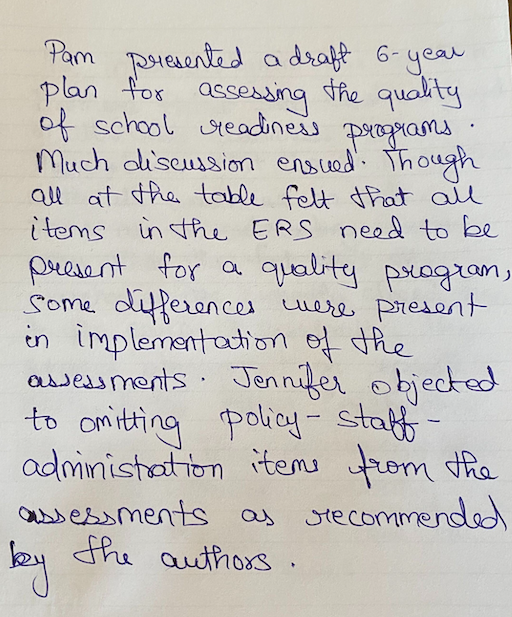 Pam presented a draft 6-year
plan for assessing the quality
of school readiness programs.
Much discussion ensued. Though
all at the table felt that all
items in the ERS need to be
present for a quality program,
some differences were present
in implementation of the
assessments. Jennifer objected
to omitting policy-staff-
administration items from the
assessments as recommended
by the authors.